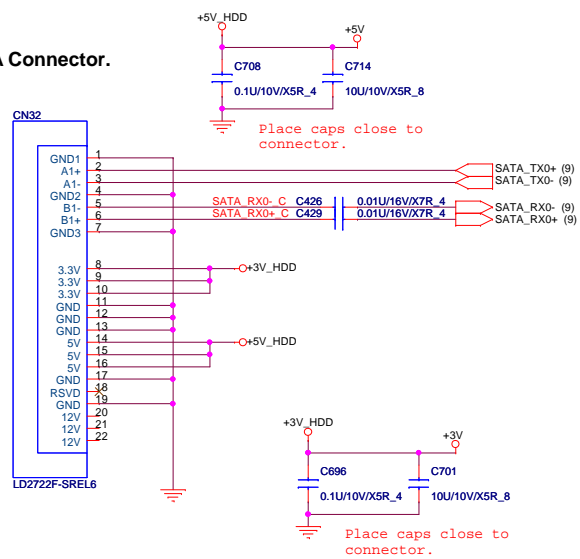 +5V_HDD
+5V
A Connector.
C708
C714
0.1U/10V/X5R_4
10U/10V/X5R_8
CN32
Place caps close to
connector.
GND1 1
A1+ 2
A1- 3
GND2 4
B1- 5
B1+ 6
GND3 7
SATA_TX0+ (9)
SATA_TX0- (9)
SATA_RX0-_C C426 0.01U/16V/X7R_4 SATA_RX0- (9)
SATA_RX0+_C C429 0.01U/16V/X7R_4 SATA_RX0+ (9)
3.3V 8
+3V_HDD
3.3V 9
3.3V 10
GND 11
GND 12
GND 13
5V 14
+5V_HDD
5V 15
5V 16
GND 17
RSVD 18
GND 19
12V 20
12V 21
12V 22
LD2722F-SREL6
+3V_HDD
+3V
C696
C701
0.1U/10V/X5R_4
10U/10V/X5R_8
Place caps close to
connector.